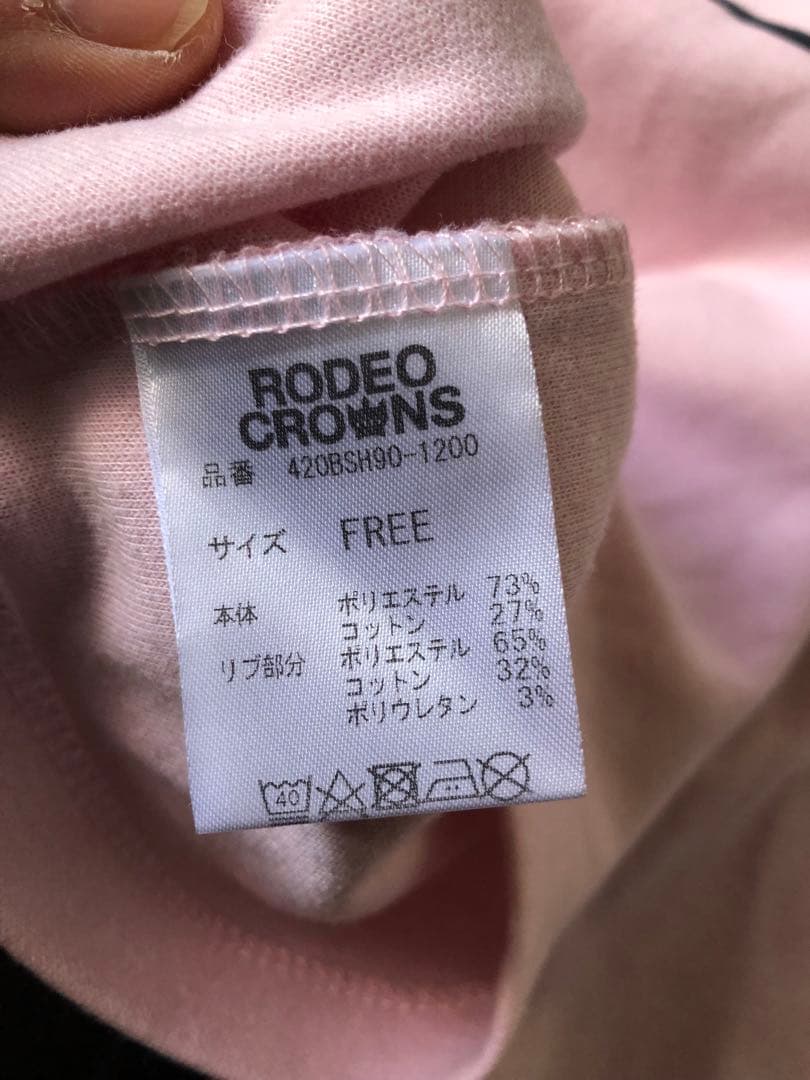 RODEO
CROWNS
品番 420BSH90-1200
サイズ FREE
本体 ポリエステル 73%
コットン 27%
リブ部分 ポリエステル 65%
コットン 32%
ポリウレタン 3%
40